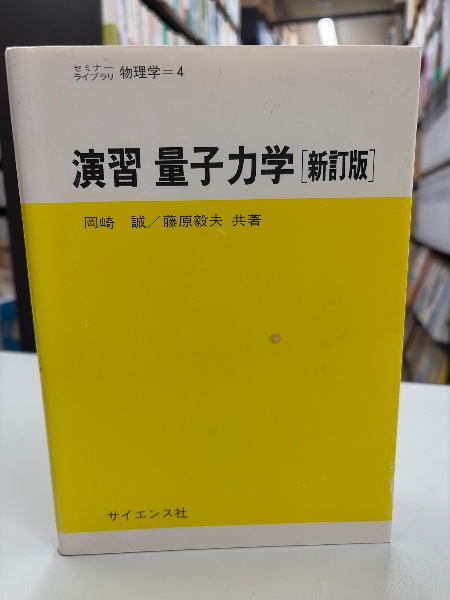 セミナー
ライブラリ 物理学＝4
演習 量子力学[新訂版]
岡崎 誠／藤原毅夫 共著
サイエンス社